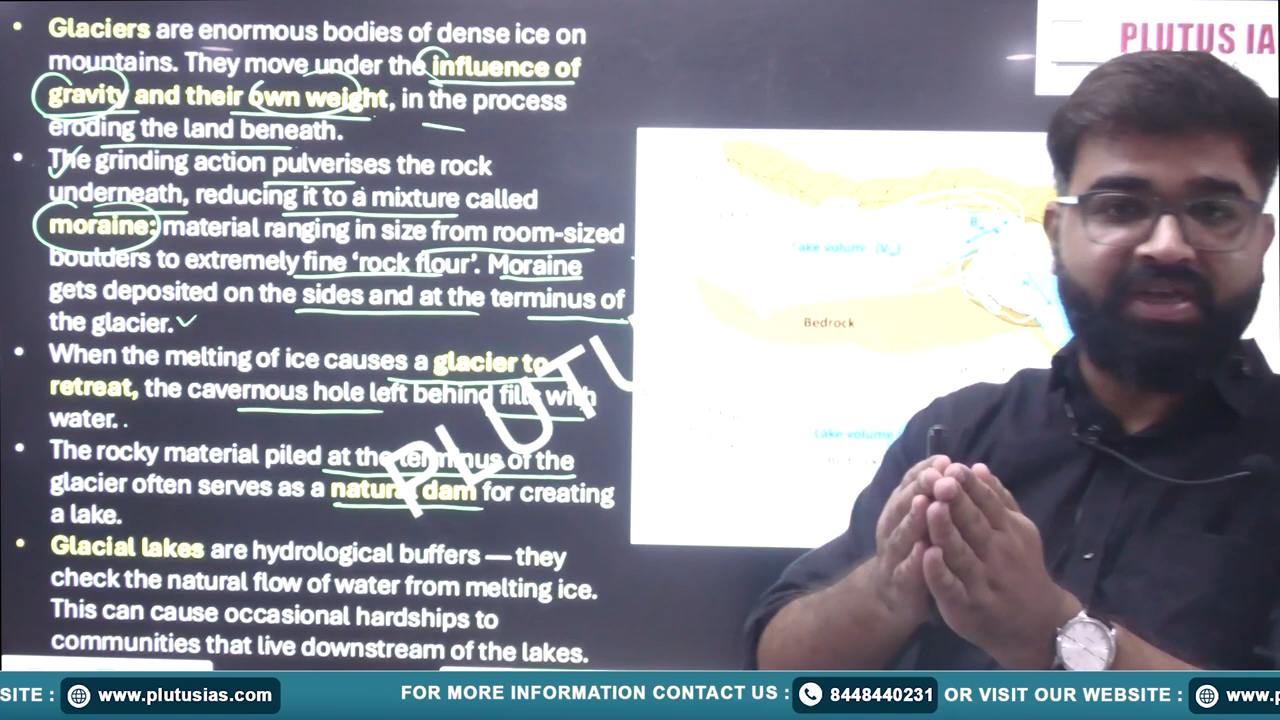 Glaciers are enormous bodies of dense ice on
mountains. They move under the influence of
gravity and their own weight, in the process
eroding the land beneath.
The grinding action pulverises the rock
underneath, reducing it to a mixture called
moraine: material ranging in size from room-sized
boulders to extremely fine ‘rock flour’. Moraine
gets deposited on the sides and at the terminus of
the glacier.
When the melting of ice causes a glacier to
retreat, the cavernous hole left behind fills with
water.
The rocky material piled at the terminus of the
glacier often serves as a natural dam for creating
a lake.
Glacial lakes are hydrological buffers — they
check the natural flow of water from melting ice.
This can cause occasional hardships to
communities that live downstream of the lakes.
PLUTUS IA
Bedrock
Lake volume
PLUTU
SITE : www.plutusias.com FOR MORE INFORMATION CONTACT US : 8448440231 OR VISIT OUR WEBSITE : www.p